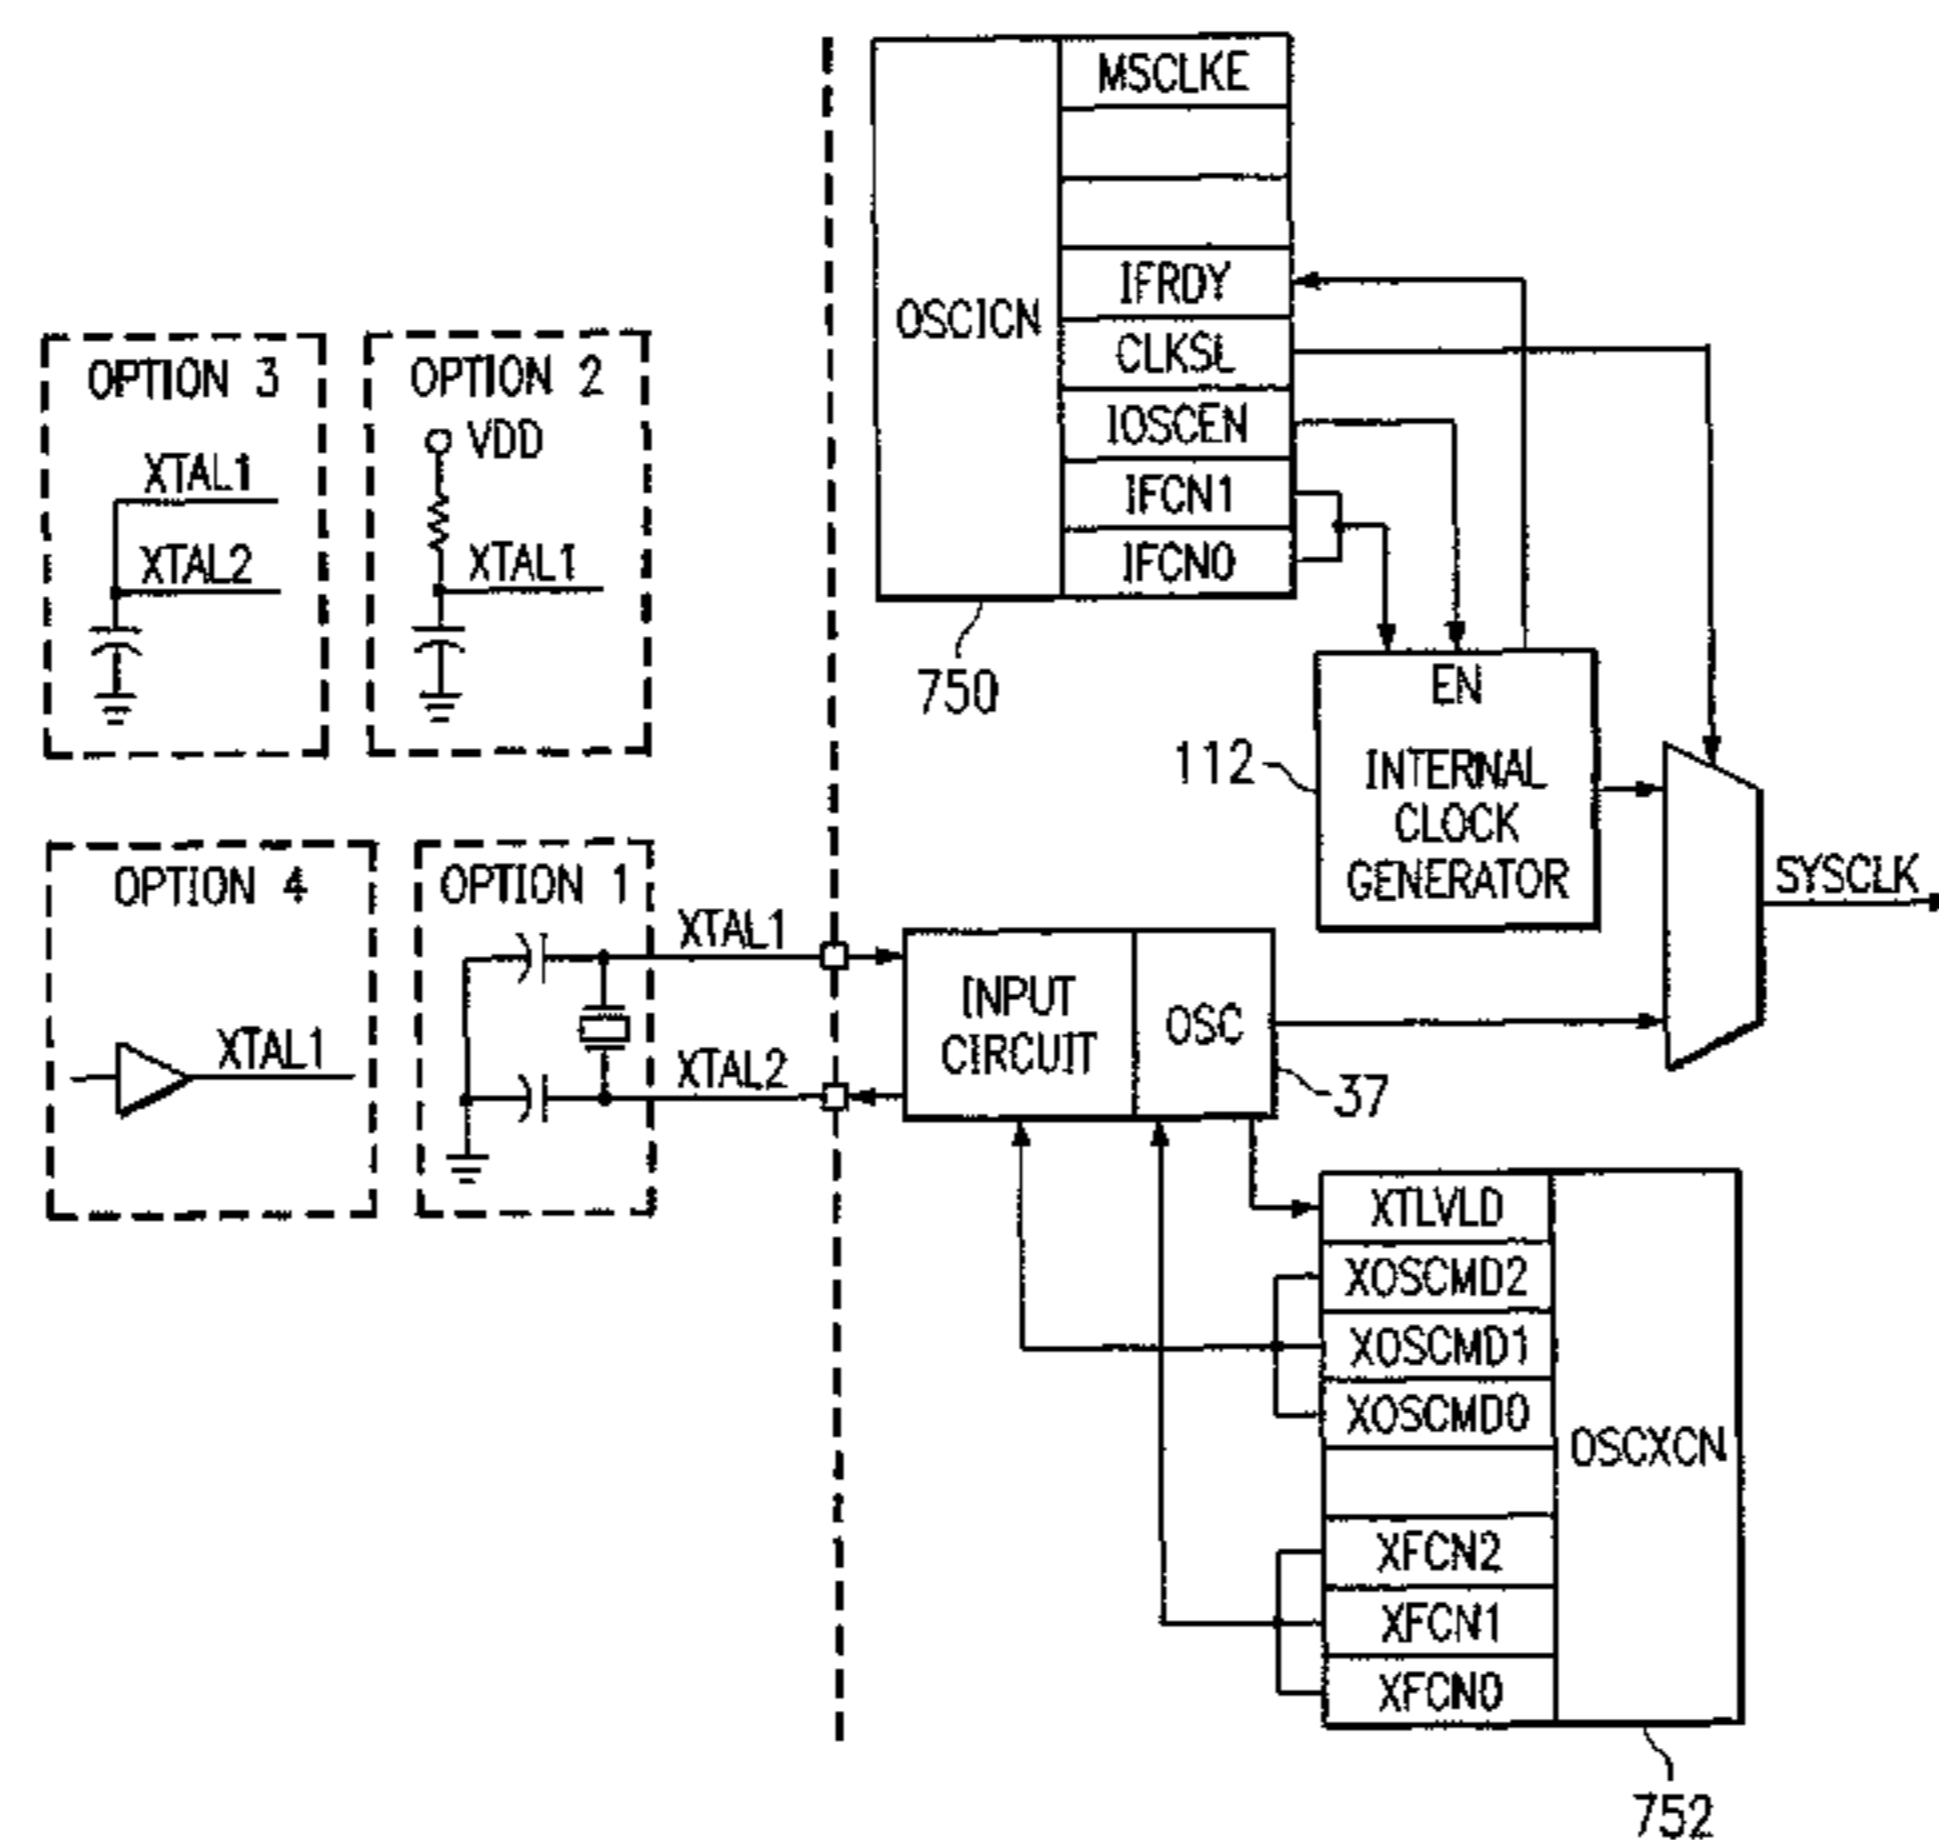 MSCLKE
IFRDY
OSCICN
CLKSL
IOSCEN
IFCN1
IFCN0
750
OPTION 3
XTAL1
XTAL2
OPTION 2
VDD
XTAL1
EN
112
INTERNAL
CLOCK
GENERATOR
SYSCLK
OPTION 4
XTAL1
OPTION 1
XTAL1
XTAL2
INPUT
CIRCUIT
OSC
37
XTLVLD
XOSCMD2
XOSCMD1
XOSCMD0
OSCXCN
XFCN2
XFCN1
XFCN0
752